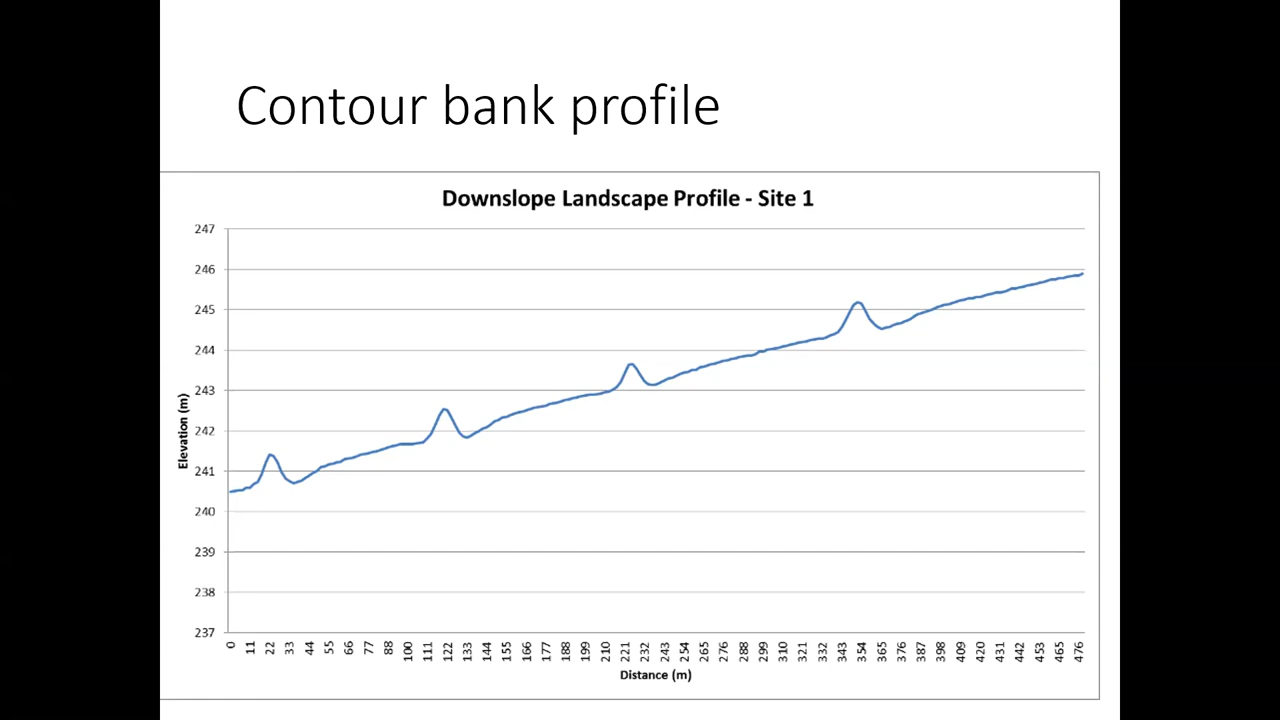 Contour bank profile
Downslope Landscape Profile - Site 1
247
246
245
244
243
242
241
240
239
238
237
Elevation (m)
0 11 22 33 44 55 66 77 88 100 111 122 133 144 155 166 177 188 199 210 221 232 243 254 265 276 288 299 310 321 332 343 354 365 376 387 398 409 420 431 442 453 465 476
Distance (m)